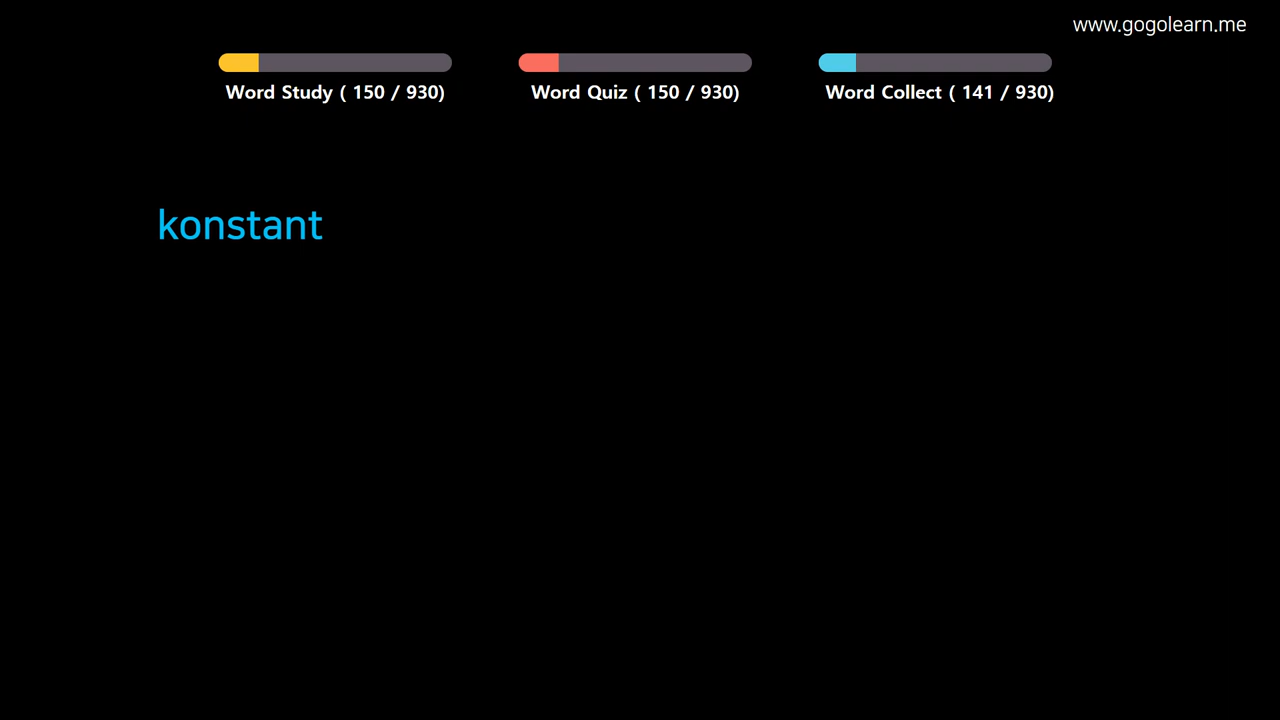 www.gogolearn.me
Word Study ( 150 / 930)
Word Quiz ( 150 / 930)
Word Collect ( 141 / 930)
konstant